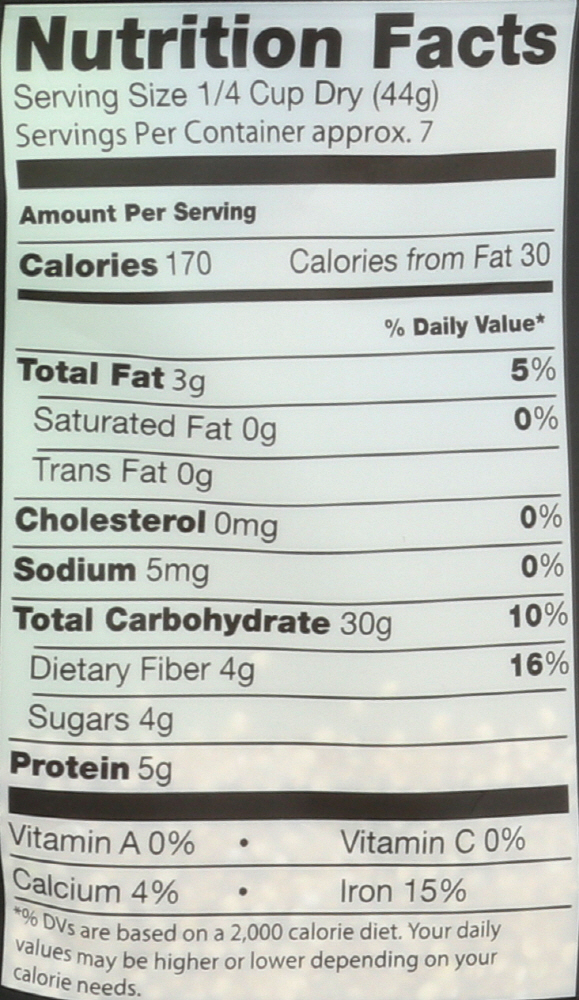 Nutrition Facts
Serving Size 1/4 Cup Dry (44g)
Servings Per Container approx. 7
Amount Per Serving
Calories 170 Calories from Fat 30
% Daily Value*
Total Fat 3g 5%
Saturated Fat 0g 0%
Trans Fat 0g
Cholesterol 0mg 0%
Sodium 5mg 0%
Total Carbohydrate 30g 10%
Dietary Fiber 4g 16%
Sugars 4g
Protein 5g
Vitamin A 0% • Vitamin C 0%
Calcium 4% • Iron 15%
*% DVs are based on a 2,000 calorie diet. Your daily
values may be higher or lower depending on your
calorie needs.